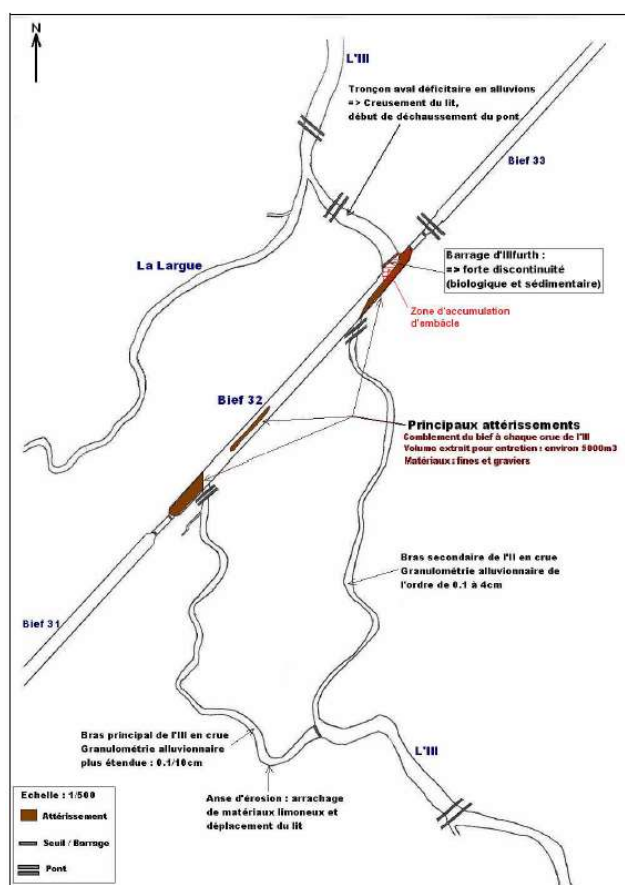 N
L'Ill
Tronçon aval déficitaire en alluvions
=> Creusement du lit,
début de déchaussement du pont
Bief 33
La Largue
Barrage d'Illfurth :
=> forte discontinuité
(biologique et sédimentaire)
Zone d'accumulation
d'embâcle
Bief 32
Principaux attérissements
Comblement du bief à chaque crue de l'Ill
Volume extrait pour entretien : environ 5000m3
Matériaux : fines et graviers
Bras secondaire de l'Il en crue
Granulométrie alluvionnaire de
l'ordre de 0.1 à 4cm
Bief 31
Bras principal de l'Ill en crue
Granulométrie alluvionnaire
plus étendue : 0.1/10cm
L'Ill
Anse d'érosion : arrachage
de matériaux limoneux et
déplacement du lit
Echelle : 1/500
Attérissement
Seuil / Barrage
Pont